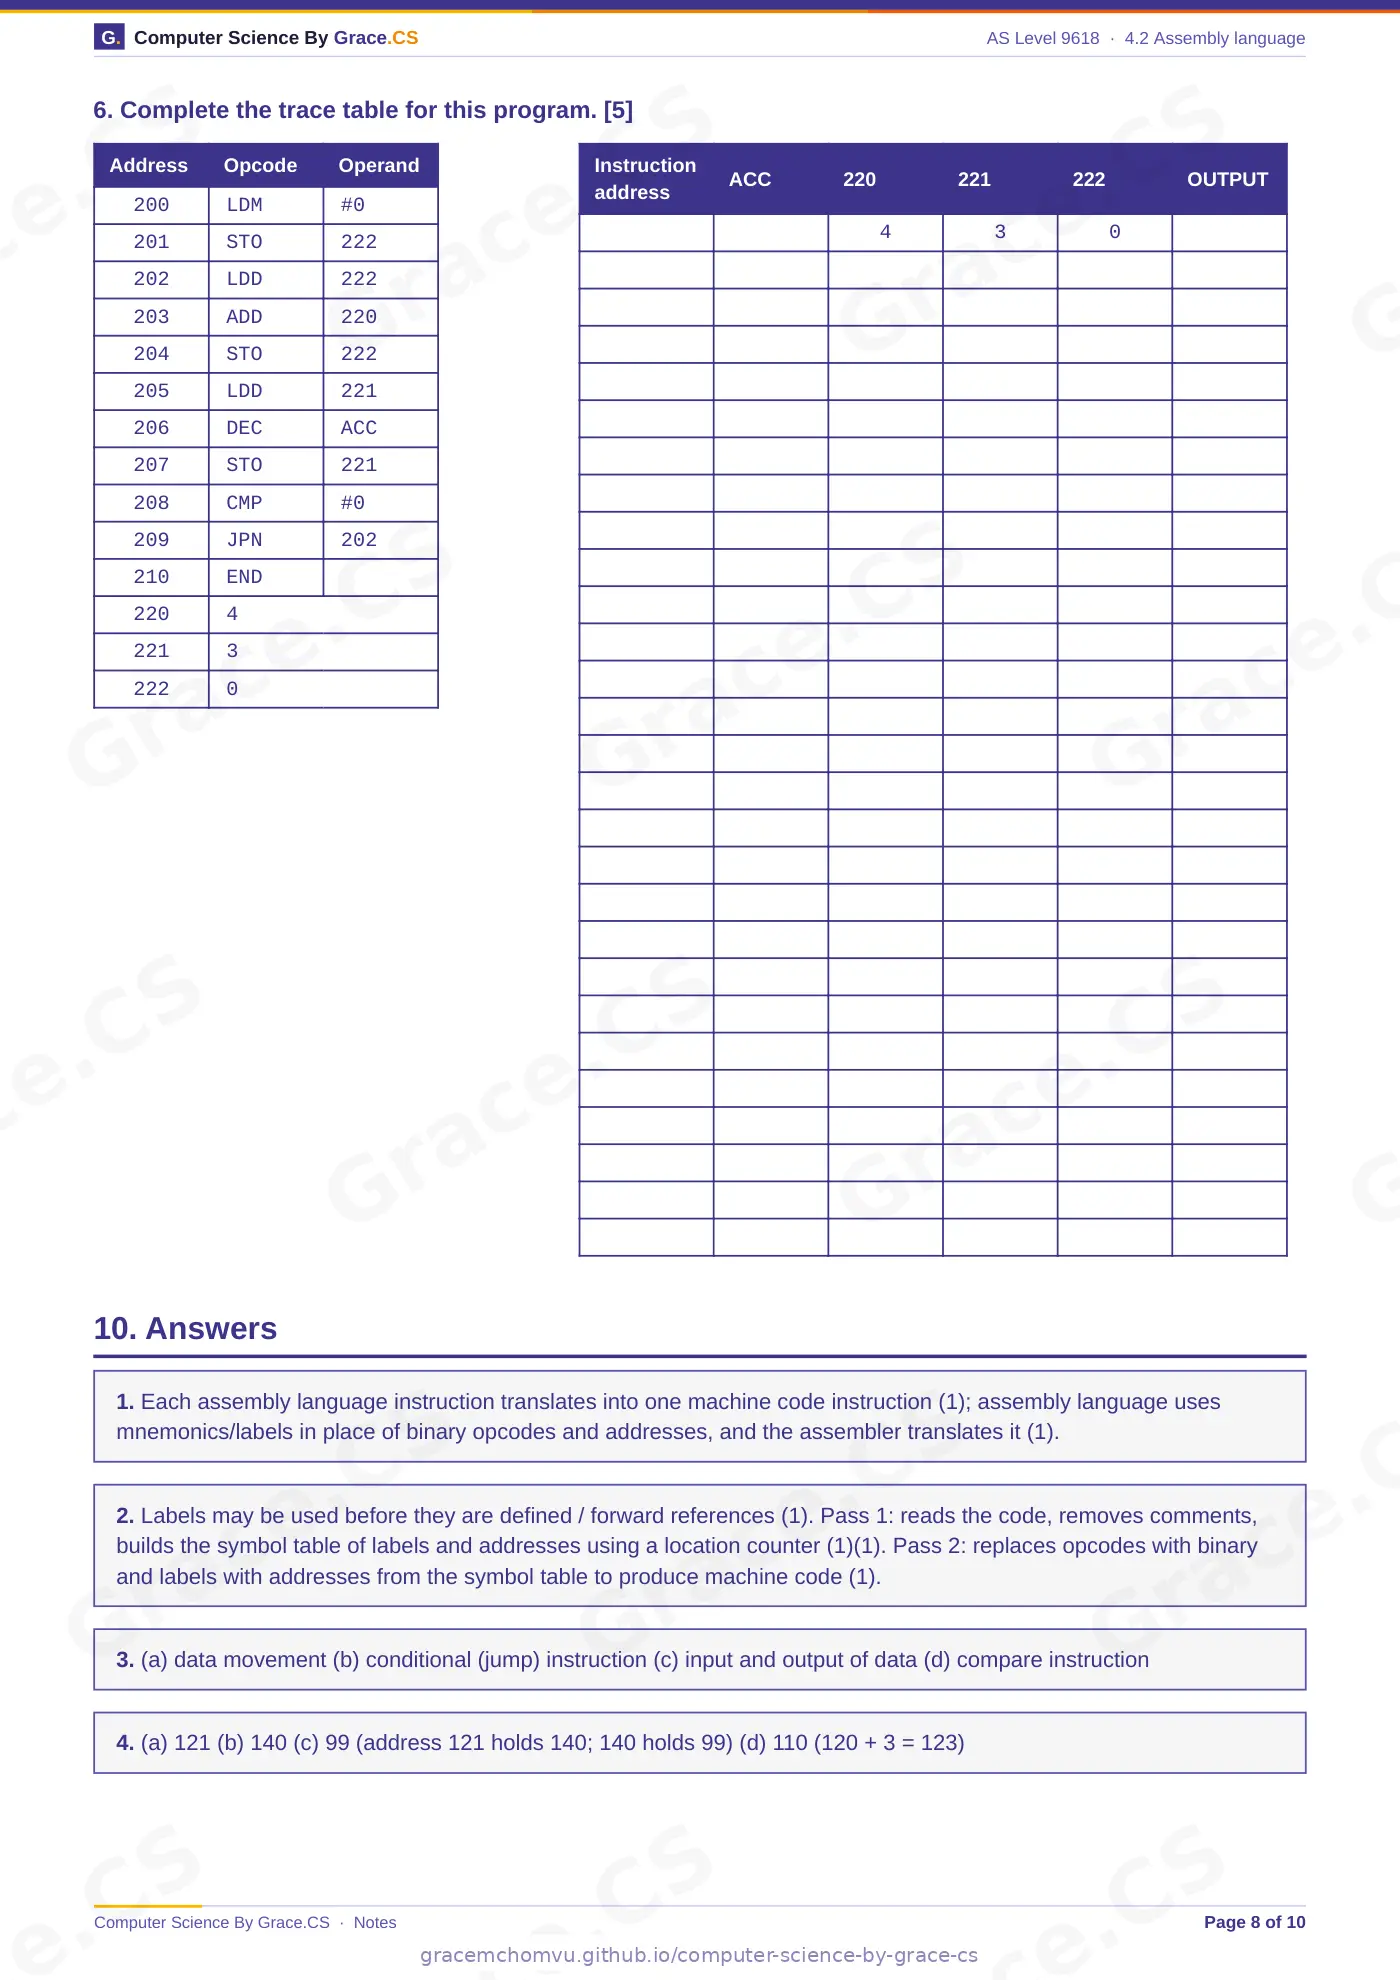 G. Computer Science By Grace.CS
AS Level 9618 · 4.2 Assembly language
6. Complete the trace table for this program. [5]
Address Opcode Operand
200 LDM #0
201 STO 222
202 LDD 222
203 ADD 220
204 STO 222
205 LDD 221
206 DEC ACC
207 STO 221
208 CMP #0
209 JPN 202
210 END
220 4
221 3
222 0
Instruction address ACC 220 221 222 OUTPUT
4 3 0
10. Answers
1. Each assembly language instruction translates into one machine code instruction (1); assembly language uses
mnemonics/labels in place of binary opcodes and addresses, and the assembler translates it (1).
2. Labels may be used before they are defined / forward references (1). Pass 1: reads the code, removes comments,
builds the symbol table of labels and addresses using a location counter (1)(1). Pass 2: replaces opcodes with binary
and labels with addresses from the symbol table to produce machine code (1).
3. (a) data movement (b) conditional (jump) instruction (c) input and output of data (d) compare instruction
4. (a) 121 (b) 140 (c) 99 (address 121 holds 140; 140 holds 99) (d) 110 (120 + 3 = 123)
Computer Science By Grace.CS · Notes
Page 8 of 10
gracemchomvu.github.io/computer-science-by-grace-cs